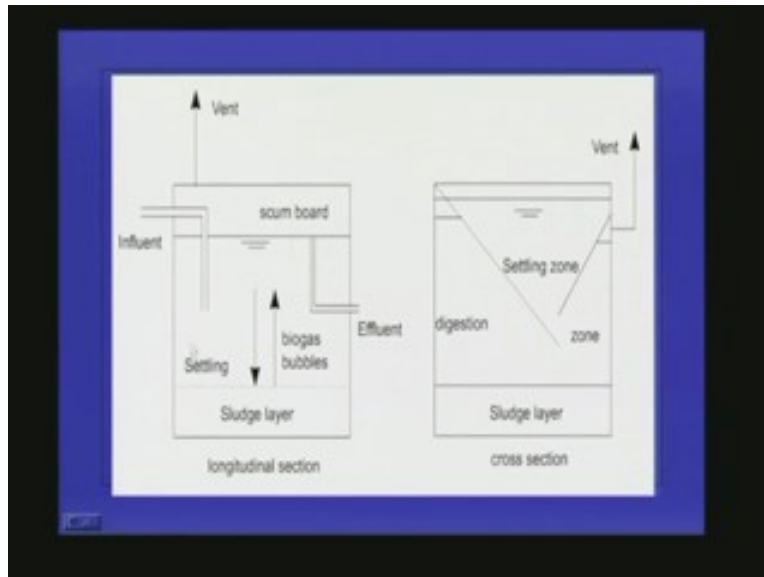 Vent
scum board
Influent
Settling
biogas
bubbles
Effluent
Sludge layer
longitudinal section
Vent
Settling zone
digestion
zone
Sludge layer
cross section